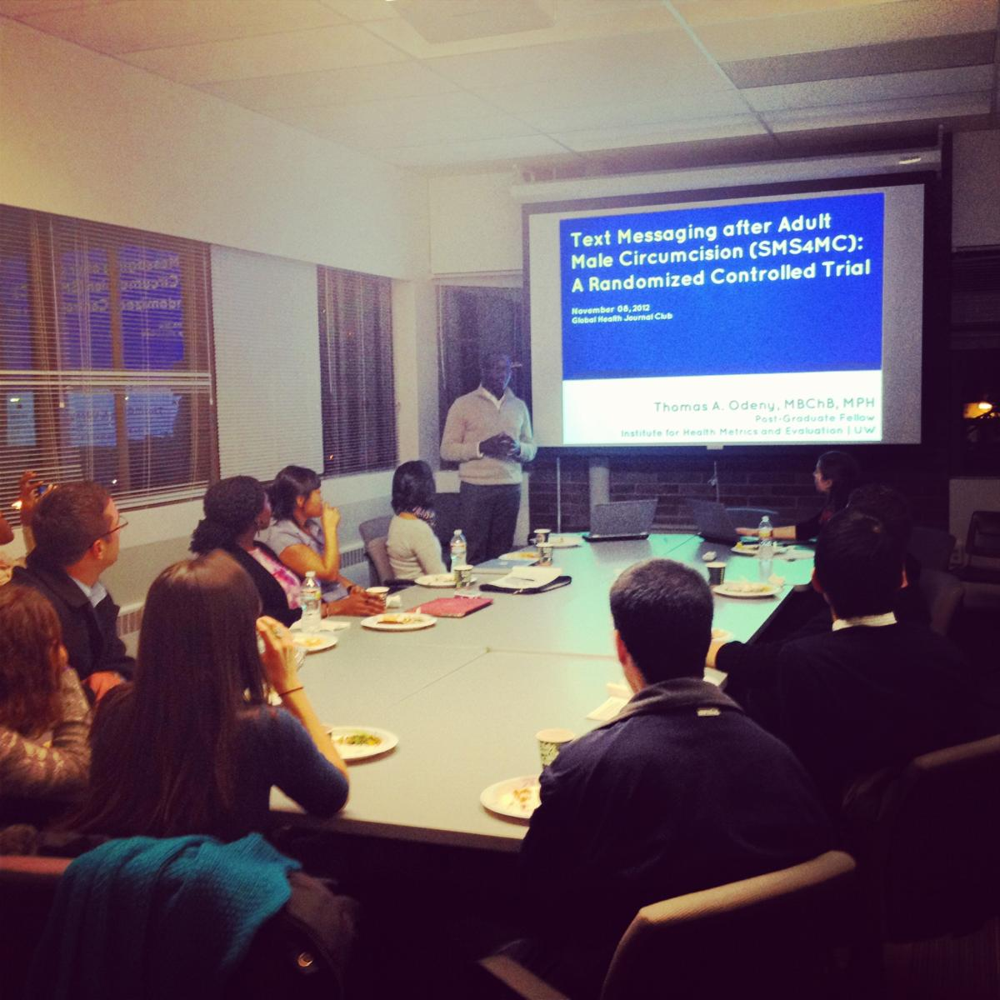 Text Messaging after Adult
Male Circumcision (SMS4MC):
A Randomized Controlled Trial
November 08, 2012
Global Health Journal Club
Thomas A. Odeny, MBChB, MPH
Post-Graduate Fellow
Institute for Health Metrics and Evaluation | UW